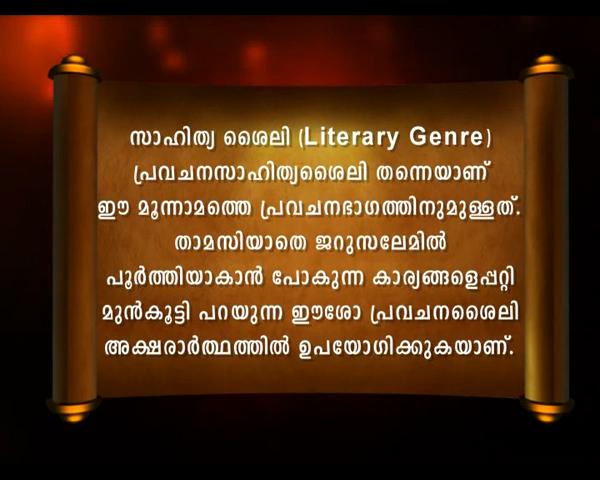 സാഹിത്യ ശൈലി (Literary Genre)
പ്രവചനസാഹിത്യശൈലി തന്നെയാണ്
ഈ മൂന്നാമത്തെ പ്രവചനഭാഗത്തിനുമുള്ളത്.
താമസിയാതെ ജറുസലേമിൽ
പൂർത്തിയാകാൻ പോകുന്ന കാര്യങ്ങളെപ്പറ്റി
മുൻകൂട്ടി പറയുന്ന ഈശോ പ്രവചനശൈലി
അക്ഷരാർത്ഥത്തിൽ ഉപയോഗിക്കുകയാണ്.